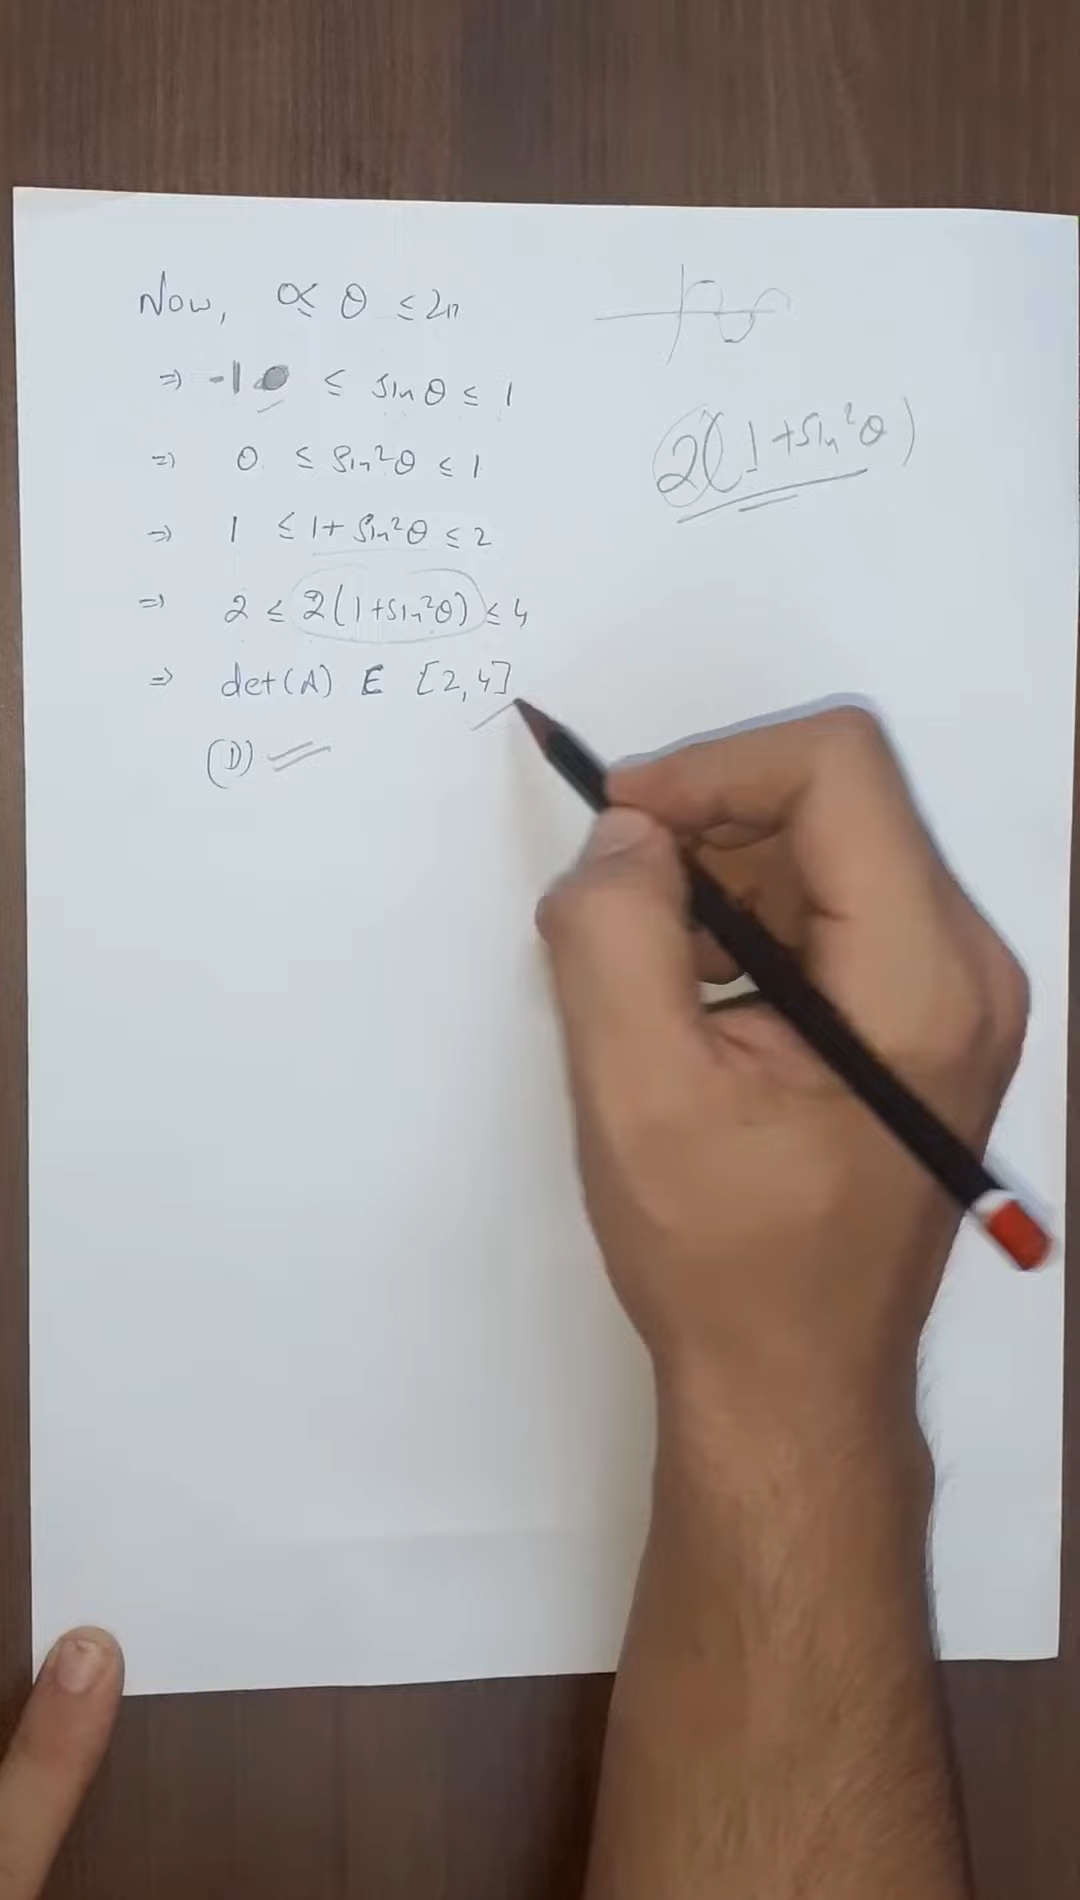 Now, 0≤ θ ≤ 2π
⇒ -1 ≤ sinθ ≤ 1
⇒ 0 ≤ sin²θ ≤ 1
⇒ 1 ≤ 1+ sin²θ ≤ 2
⇒ 2 ≤ 2(1+sin²θ) ≤ 4
⇒ det(A) ∈ [2,4]
(D)
2(1+sin²θ)